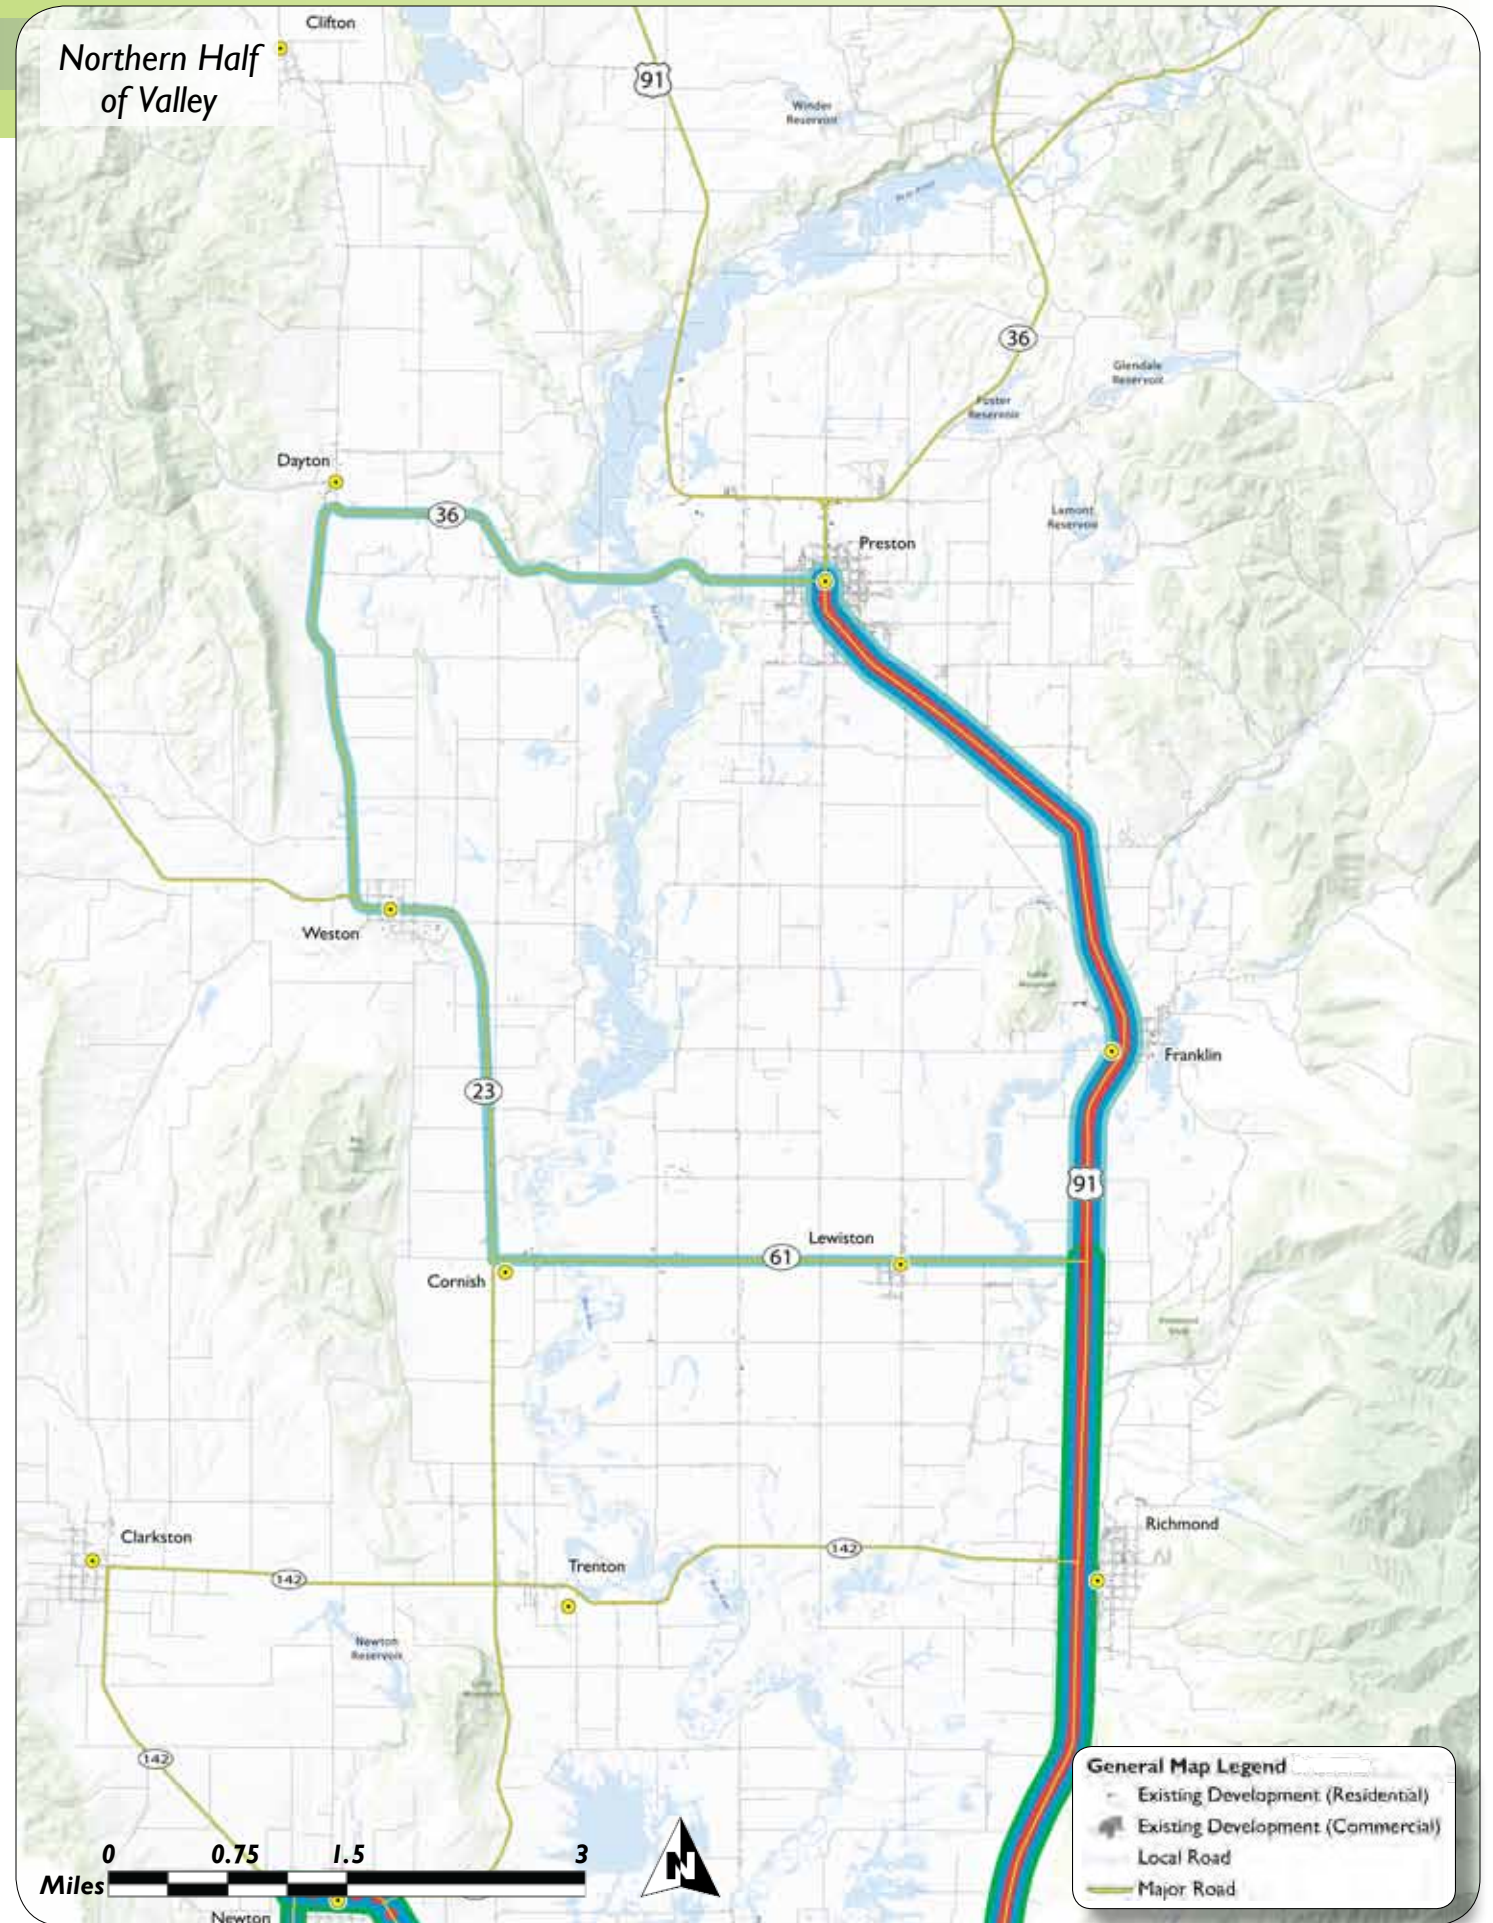 Northern Half
of Valley
Clifton
91
Winder
Reservoir
36
Glendale
Reservoir
Foster
Reservoir
Dayton
36
Lamont
Reservoir
Preston
Weston
Franklin
23
91
Lewiston
61
Cornish
Richmond
Clarkston
142
Trenton
142
Newton
Reservoir
142
General Map Legend
Existing Development (Residential)
Existing Development (Commercial)
Local Road
Major Road
0 0.75 1.5 3
Miles
N
Newton